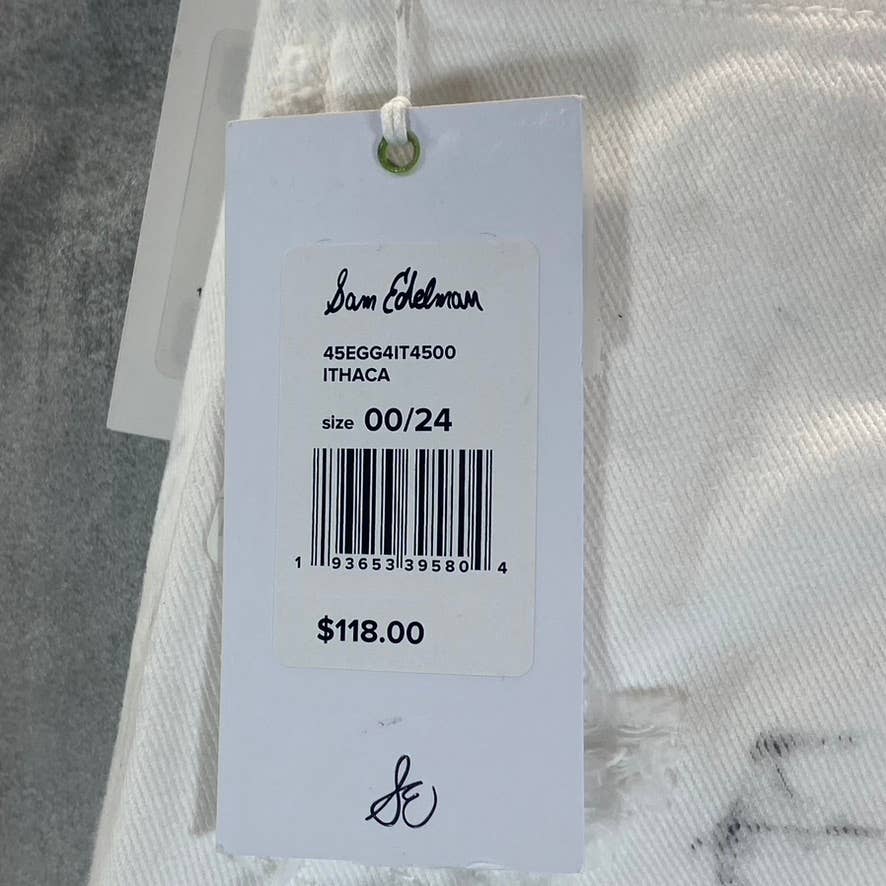 Sam Edelman
45EGG4IT4500
ITHACA
size 00/24
1 93653 39580 4
$118.00
SE